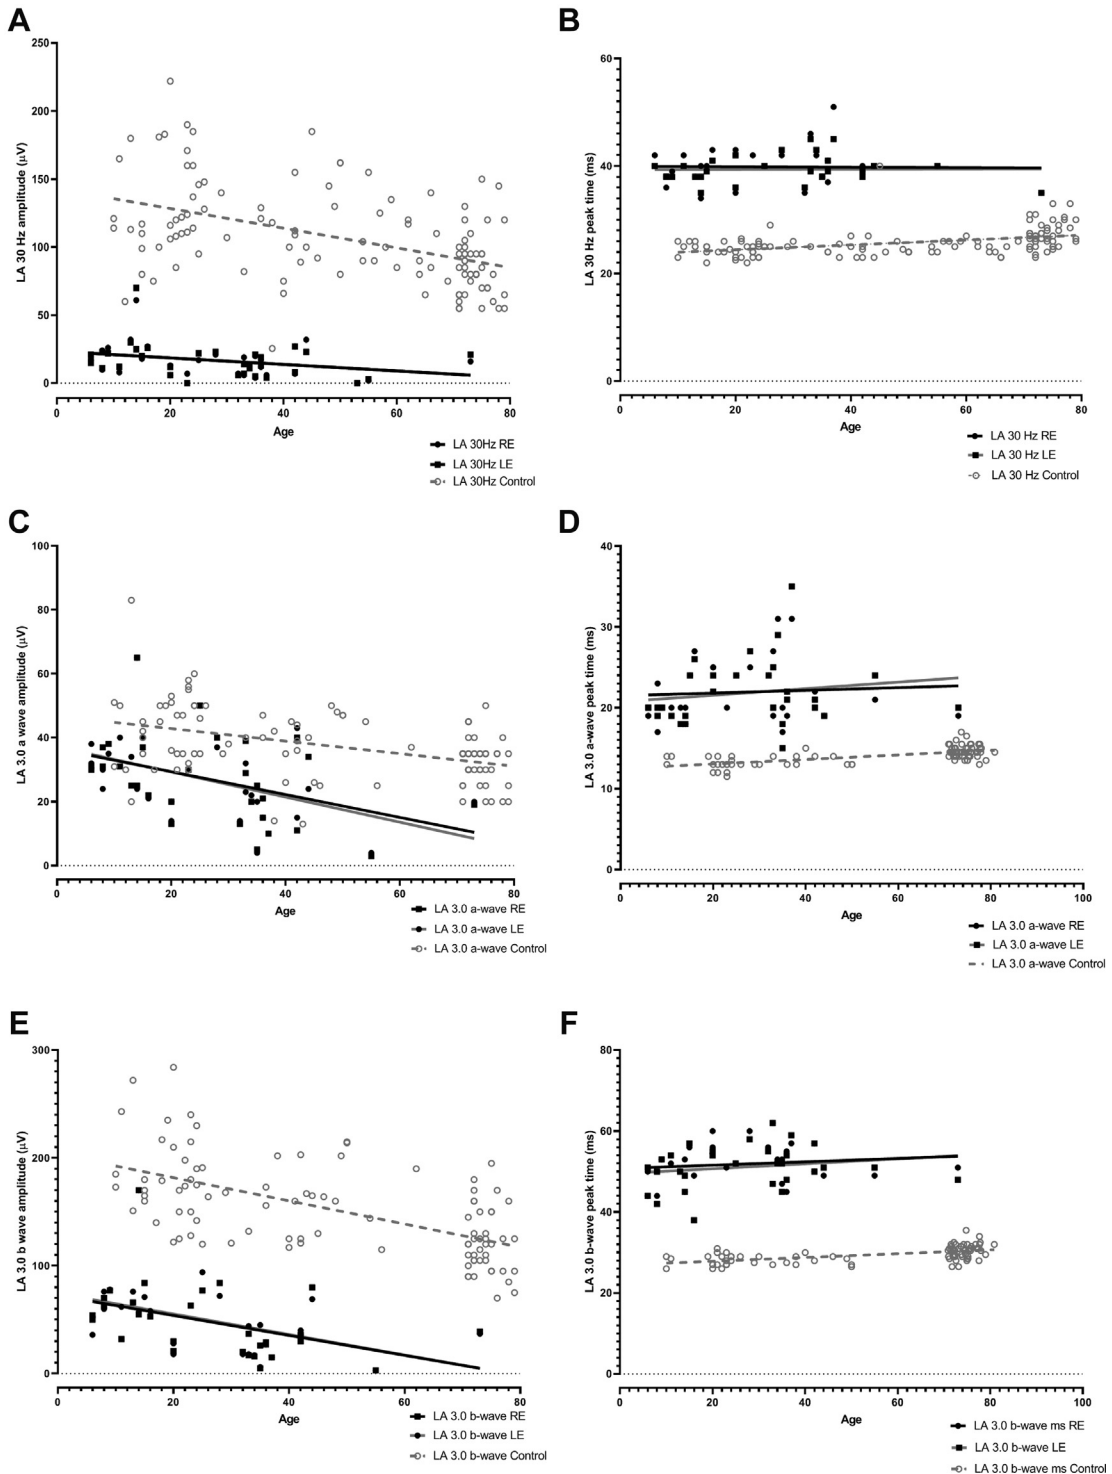 A
LA 30 Hz amplitude (µV)
250
200
150
100
50
0
0 20 40 60 80
Age
LA 30Hz RE
LA 30Hz LE
LA 30Hz Control
B
LA 30 Hz peak time (ms)
60
40
20
0
0 20 40 60 80
Age
LA 30 Hz RE
LA 30 Hz LE
LA 30 Hz Control
C
LA 3.0 a wave amplitude (µV)
100
80
60
40
20
0
0 20 40 60 80
Age
LA 3.0 a-wave RE
LA 3.0 a-wave LE
LA 3.0 a-wave Control
D
LA 3.0 a-wave peak time (ms)
40
30
20
10
0
0 20 40 60 80 100
Age
LA 3.0 a-wave RE
LA 3.0 a-wave LE
LA 3.0 a-wave Control
E
LA 3.0 b wave amplitude (µV)
300
200
100
0
0 20 40 60 80
Age
LA 3.0 b-wave RE
LA 3.0 b-wave LE
LA 3.0 b-wave Control
F
LA 3.0 b-wave peak time (ms)
80
60
40
20
0
0 20 40 60 80 100
Age
LA 3.0 b-wave ms RE
LA 3.0 b-wave LE
LA 3.0 b-wave ms Control